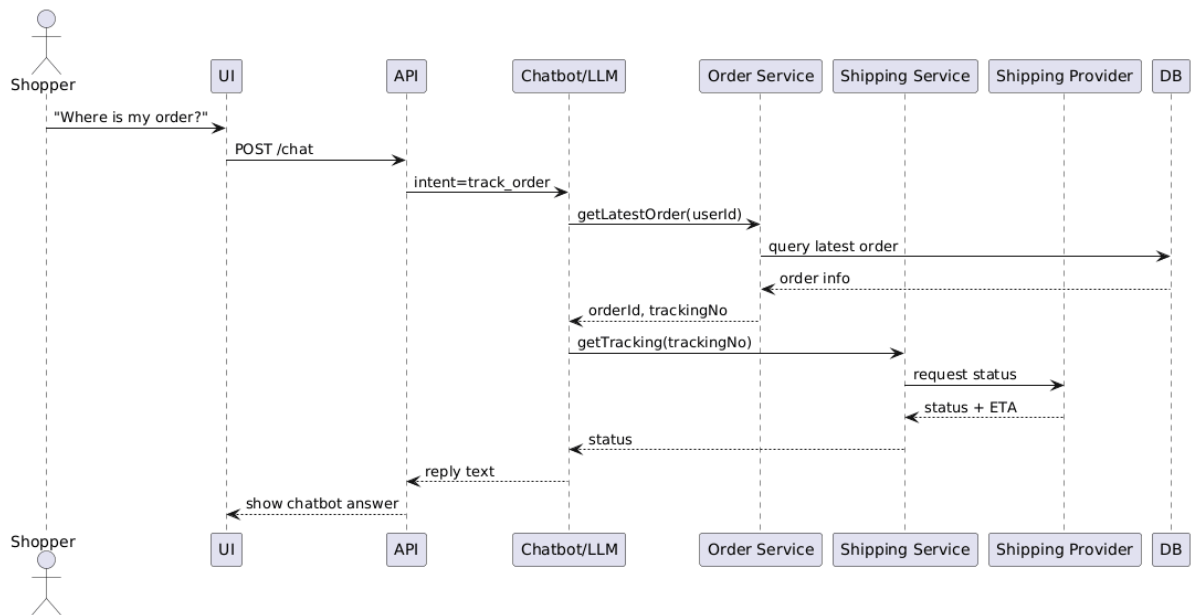 Shopper
UI
API
Chatbot/LLM
Order Service
Shipping Service
Shipping Provider
DB
"Where is my order?"
POST /chat
intent=track_order
getLatestOrder(userId)
query latest order
order info
orderId, trackingNo
getTracking(trackingNo)
request status
status + ETA
status
reply text
show chatbot answer
Shopper
UI
API
Chatbot/LLM
Order Service
Shipping Service
Shipping Provider
DB